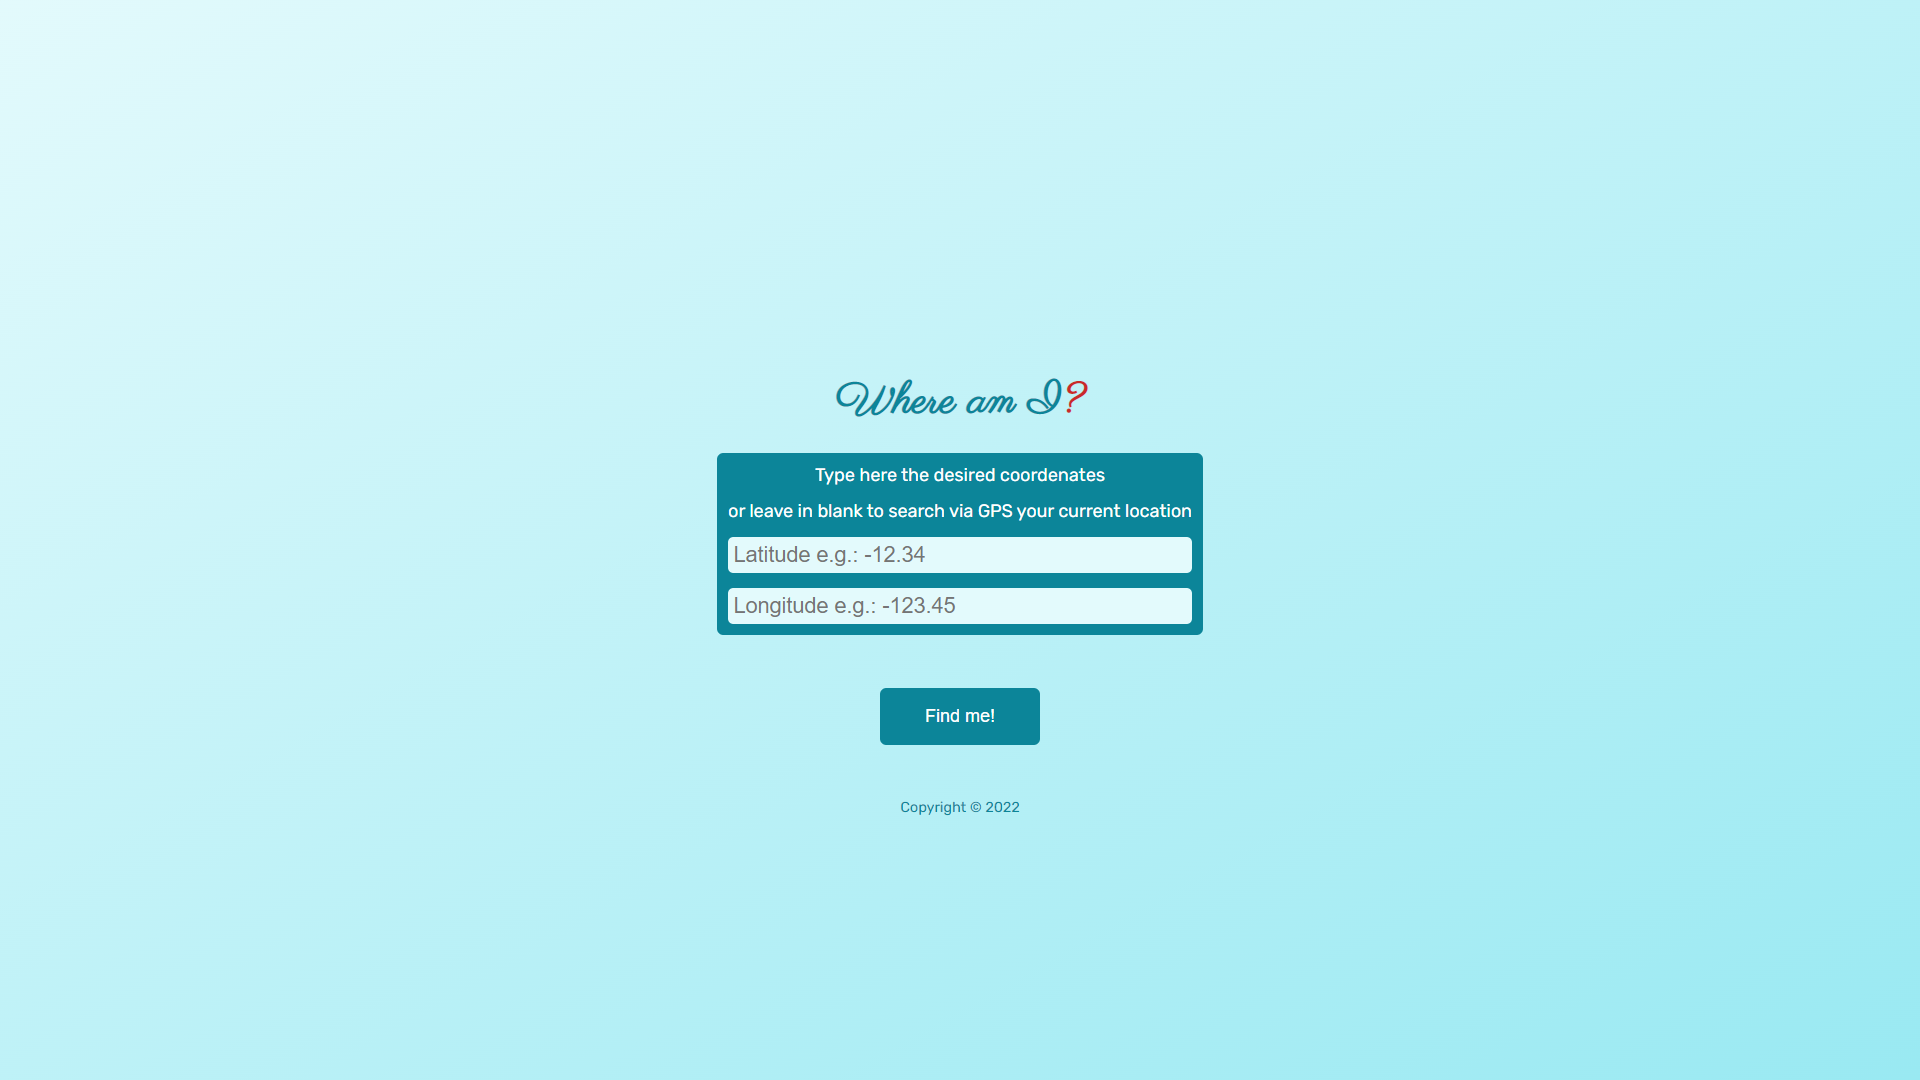 Where am I?
Type here the desired coordenates
or leave in blank to search via GPS your current location
Latitude e.g.: -12.34
Longitude e.g.: -123.45
Find me!
Copyright © 2022